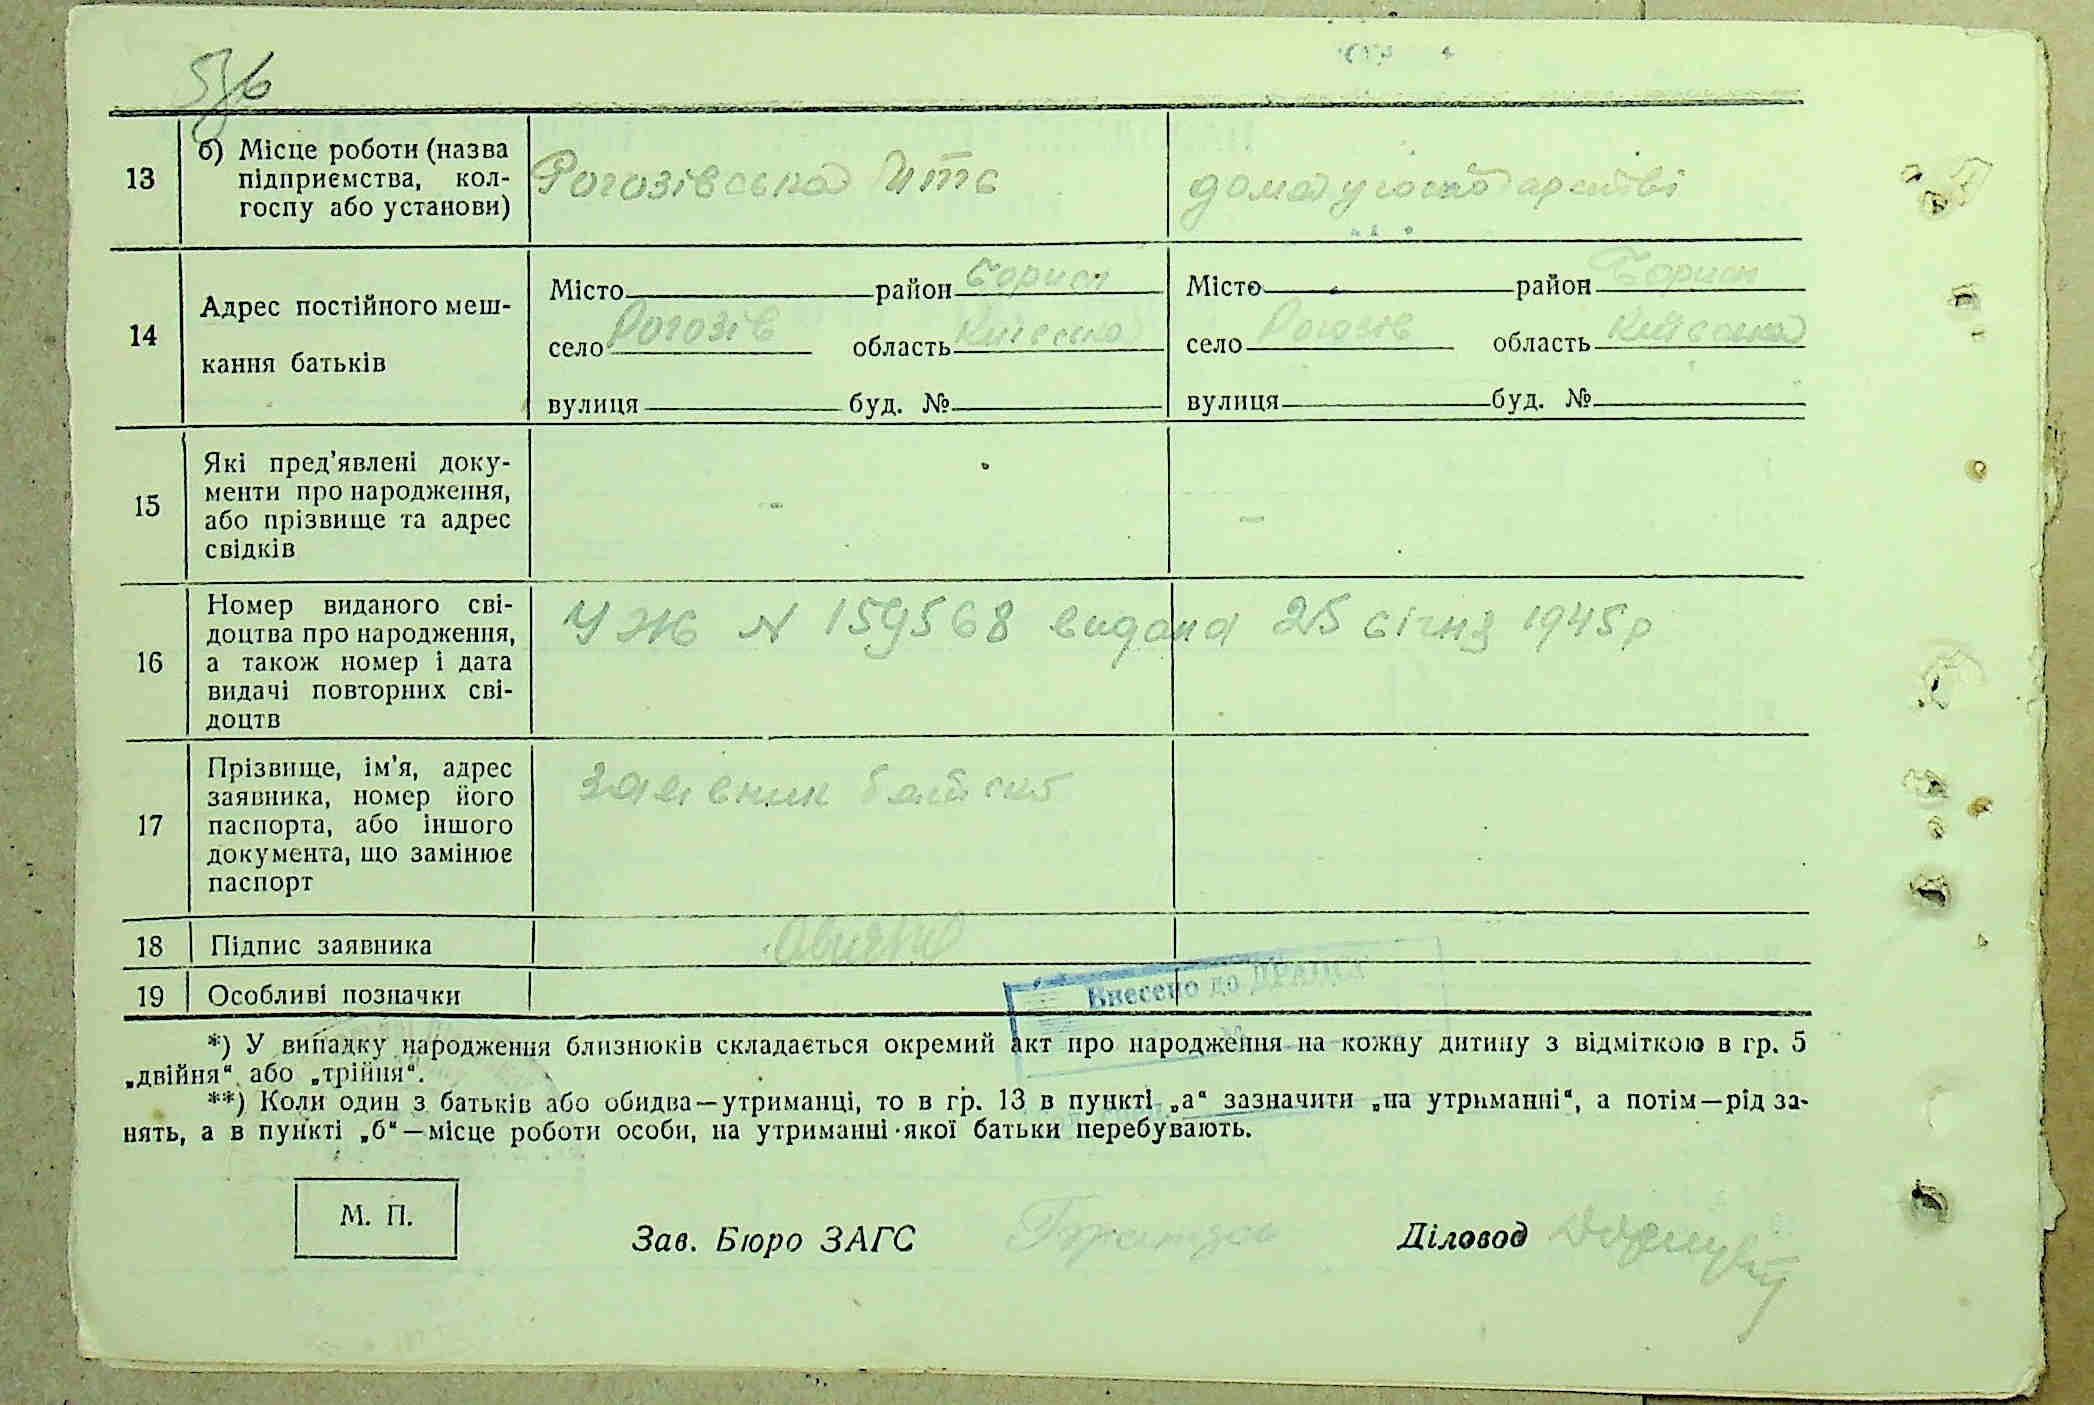 13
б) Місце роботи (назва
підприємства, кол-
госпу або установи)
Рогозівська
дома у господарстві
14
Адрес постійного меш-
кання батьків
Місто район Борисп
село Рогозів область Київська
вулиця буд. №
Місто район Борисп
село Рогозів область Київська
вулиця буд. №
15
Які пред'явлені доку-
менти про народження,
або прізвище та адрес
свідків
-
-
16
Номер виданого сві-
доцтва про народження,
а також номер і дата
видачі повторних сві-
доцтв
УЖ N 159568 видана 25 січня 1945р
17
Прізвище, ім'я, адрес
заявника, номер його
паспорта, або іншого
документа, що замінює
паспорт
заявник батько
18 Підпис заявника
19 Особливі позначки
Внесено до ДРАЦСГ
№
*) У випадку народження близнюків складається окремий акт про народження на кожну дитину з відміткою в гр. 5
„двійня“ або „трійня“.
**) Коли один з батьків або обидва—утриманці, то в гр. 13 в пункті „а“ зазначити „на утриманні“, а потім—рід за-
нять, а в пункті „б“—місце роботи особи, на утриманні якої батьки перебувають.
М. П.
Зав. Бюро ЗАГС
Діловод